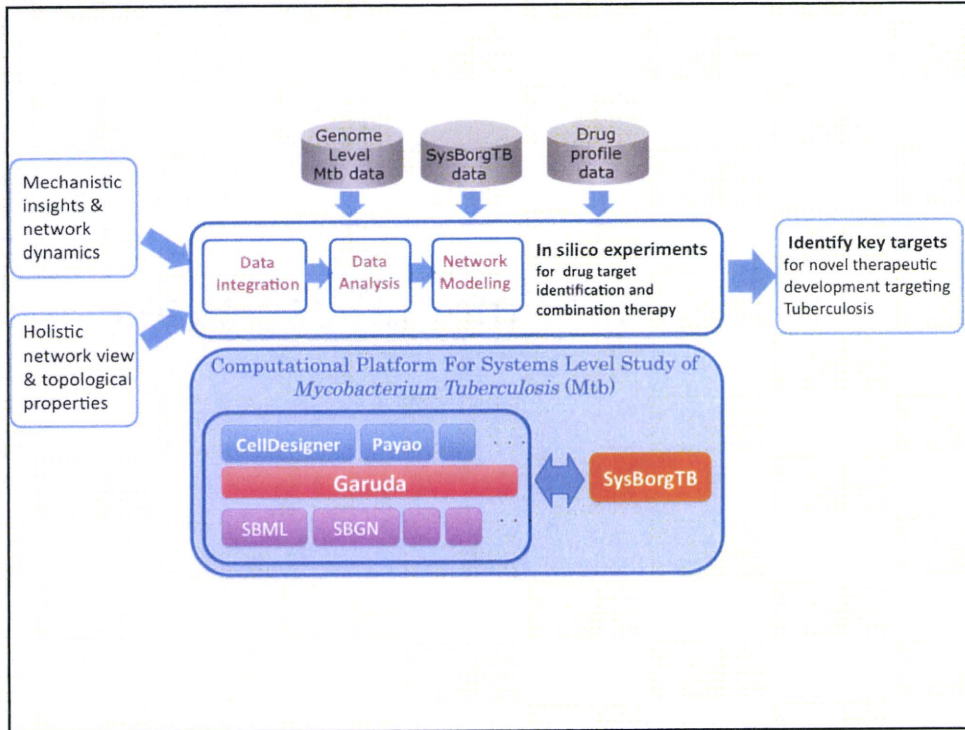 Genome
Level
Mtb data
SysBorgTB
data
Drug
profile
data
Mechanistic
insights &
network
dynamics
Holistic
network view
& topological
properties
Data
Integration
Data
Analysis
Network
Modeling
In silico experiments
for drug target
identification and
combination therapy
Identify key targets
for novel therapeutic
development targeting
Tuberculosis
Computational Platform For Systems Level Study of
Mycobacterium Tuberculosis (Mtb)
CellDesigner
Payao
. . .
Garuda
SBML
SBGN
. . .
SysBorgTB